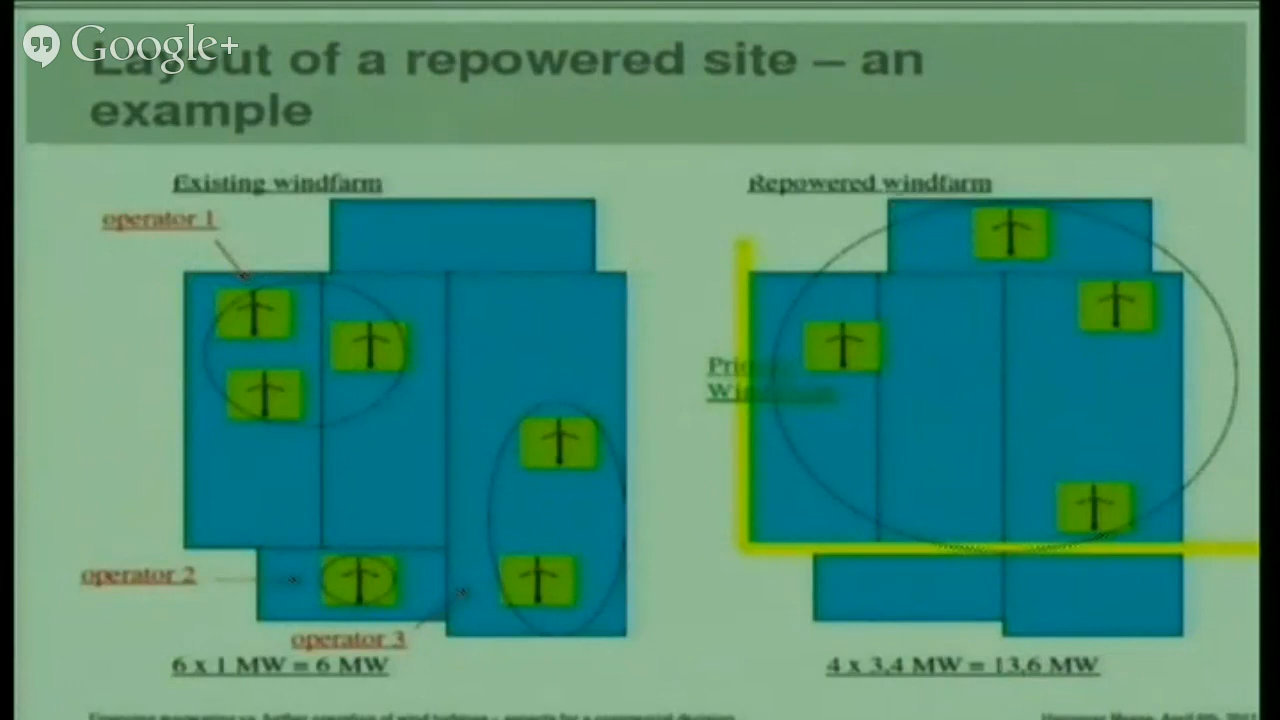 Google+
Layout of a repowered site – an
example
Existing windfarm
Repowered windfarm
operator 1
operator 2
operator 3
6 x 1 MW = 6 MW
4 x 3,4 MW = 13,6 MW